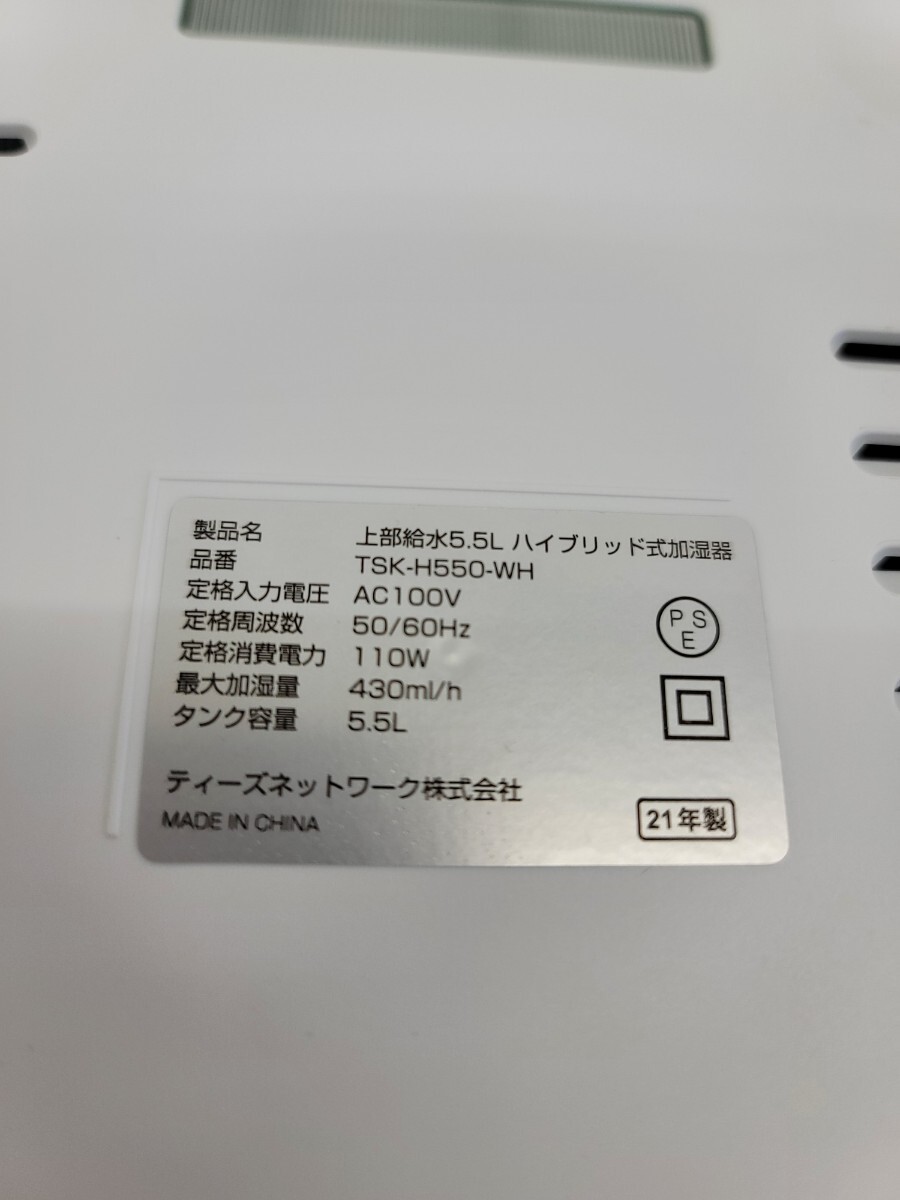 製品名 上部給水5.5L ハイブリッド式加湿器
品番 TSK-H550-WH
定格入力電圧 AC100V
定格周波数 50/60Hz
定格消費電力 110W
最大加湿量 430ml/h
タンク容量 5.5L
PS
E
ティーズネットワーク株式会社
MADE IN CHINA
21年製